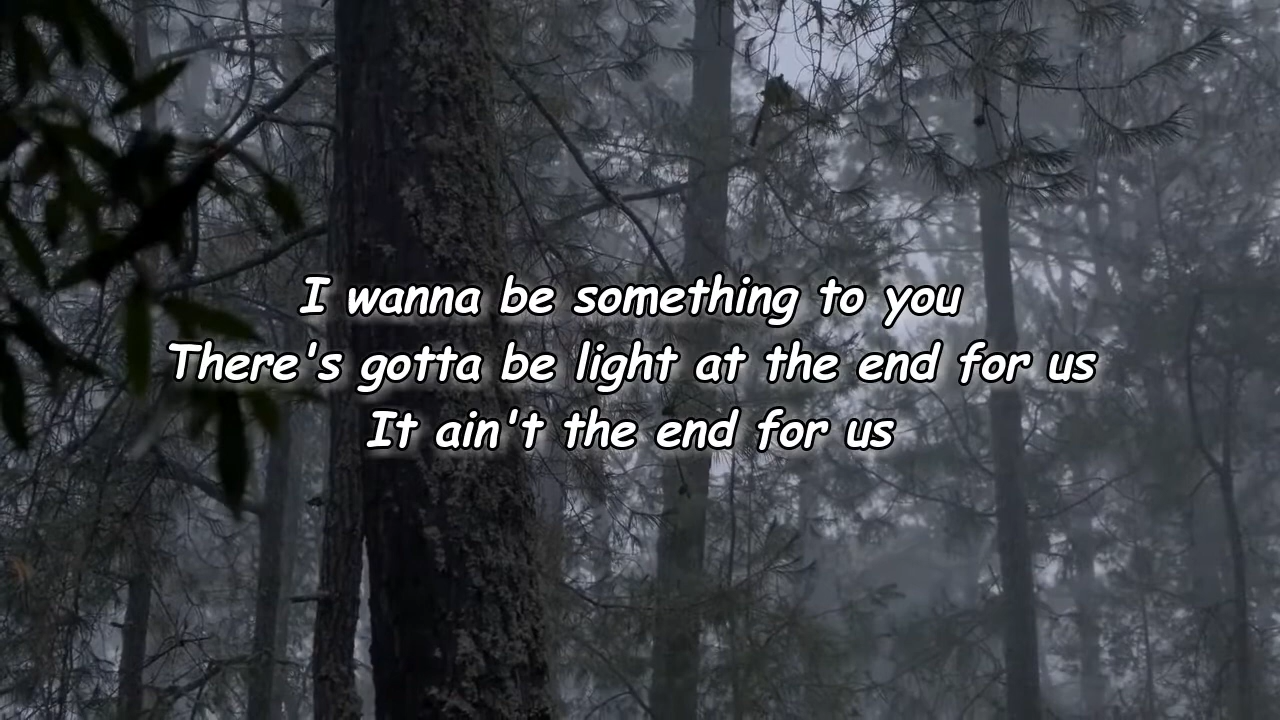 I wanna be something to you
There's gotta be light at the end for us
It ain't the end for us